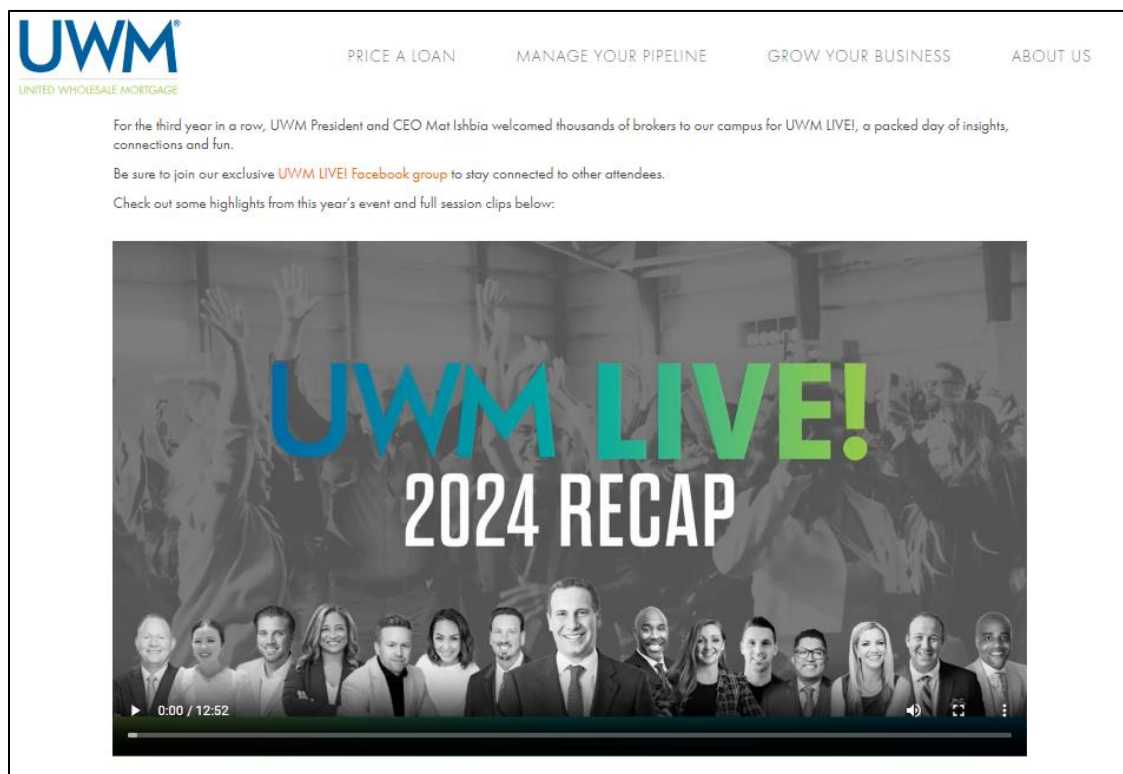 UWM®
UNITED WHOLESALE MORTGAGE
PRICE A LOAN MANAGE YOUR PIPELINE GROW YOUR BUSINESS ABOUT US
For the third year in a row, UWM President and CEO Mat Ishbia welcomed thousands of brokers to our campus for UWM LIVE!, a packed day of insights,
connections and fun.
Be sure to join our exclusive UWM LIVE! Facebook group to stay connected to other attendees.
Check out some highlights from this year's event and full session clips below:
UWM LIVE!
2024 RECAP
0:00 / 12:52